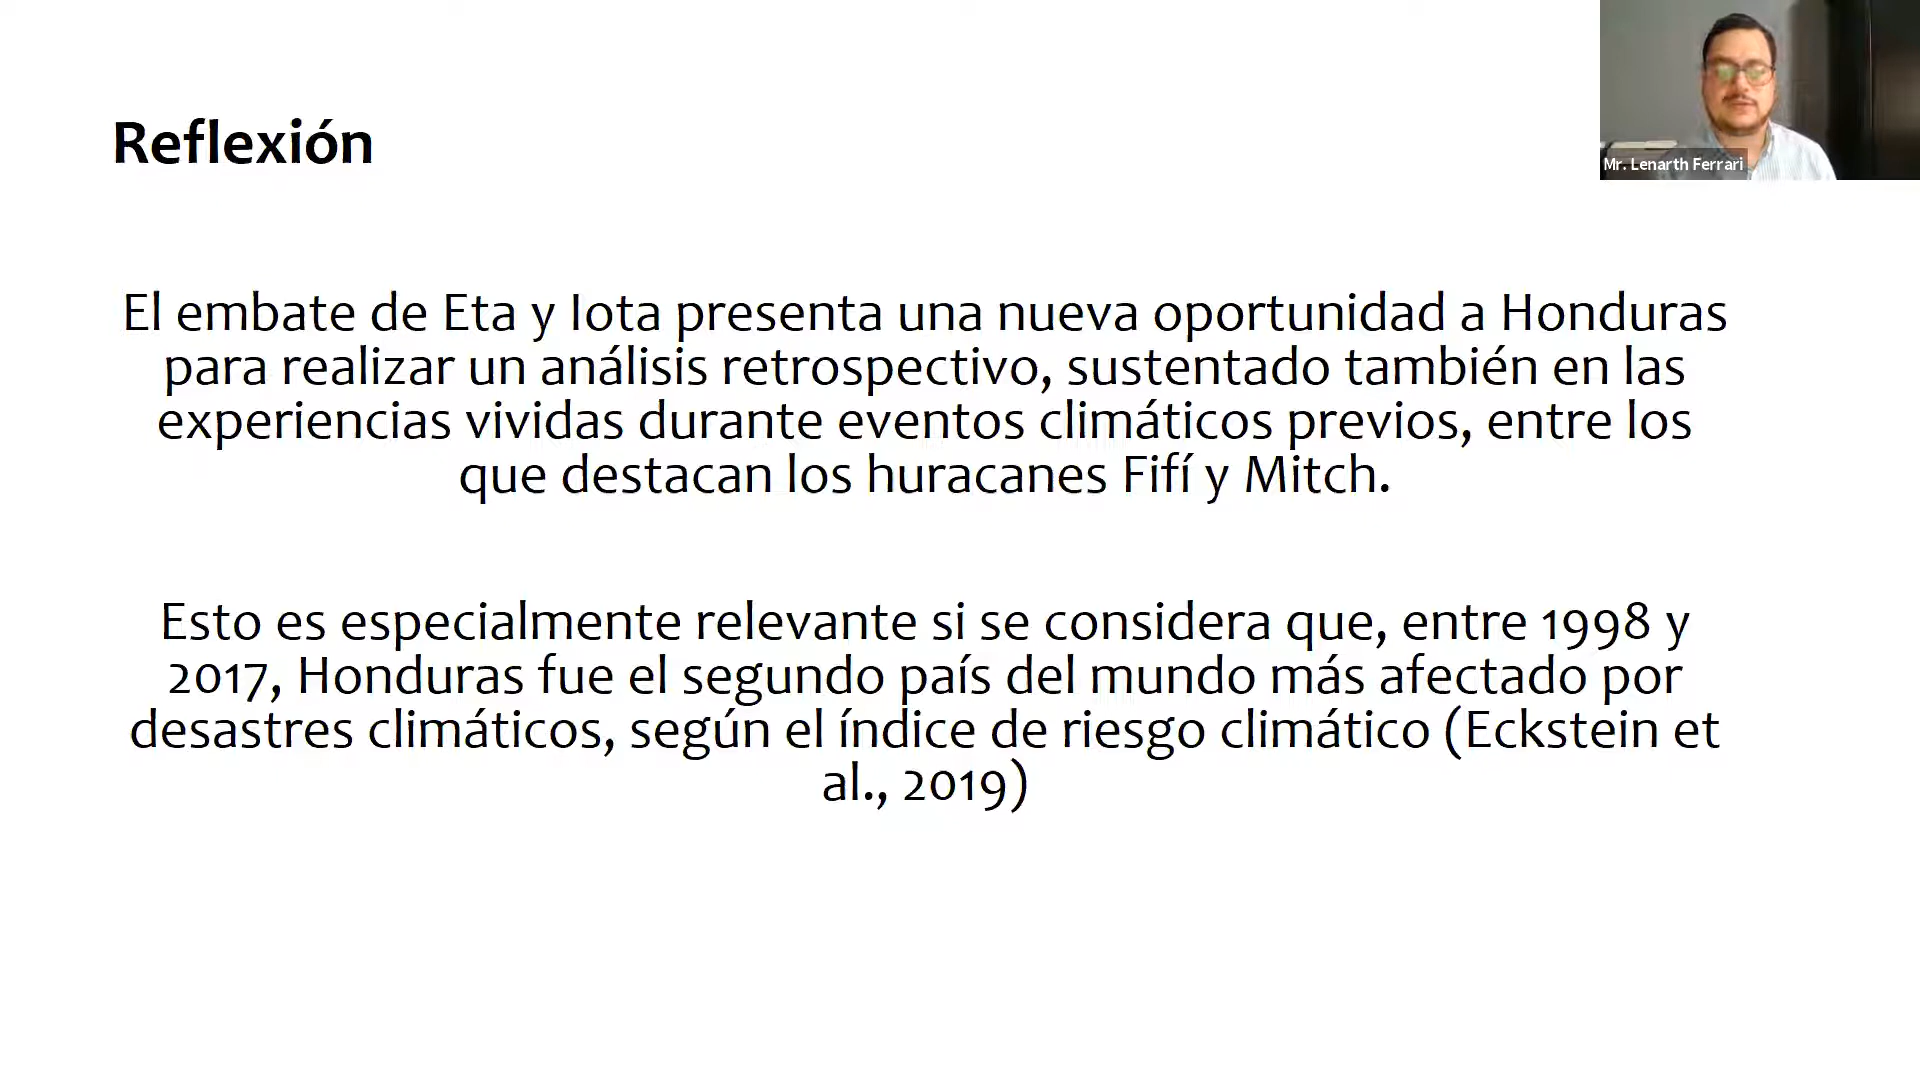 Reflexión
Mr. Lenarth Ferrari
El embate de Eta y Iota presenta una nueva oportunidad a Honduras
para realizar un análisis retrospectivo, sustentado también en las
experiencias vividas durante eventos climáticos previos, entre los
que destacan los huracanes Fifí y Mitch.
Esto es especialmente relevante si se considera que, entre 1998 y
2017, Honduras fue el segundo país del mundo más afectado por
desastres climáticos, según el índice de riesgo climático (Eckstein et
al., 2019)